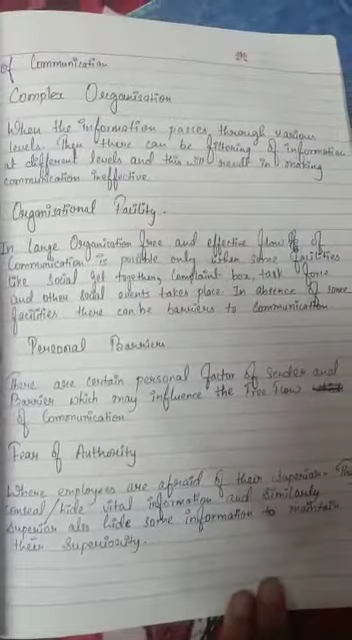 of Communication
Complex Organisation
When the information passes through various
levels. Then there can be filtering of information
at different levels and this will result in making
communication ineffective.
Organisational Facility.
In large Organisation free and effective flow of
Communication is possible only when some facilities
like social get together, Complaint box, task force
and other social events takes place. In absence of some
facilities there can be barriers to communication.
Personal Barriers
There are certain personal factor of Sender and
Barrier which may influence the Free Flow
of Communication
Fear of Authority
Where employees are afraid of their Superior. The
conseal/hide vital information and similarly
superior also hide some information to maintain
their Superiority.